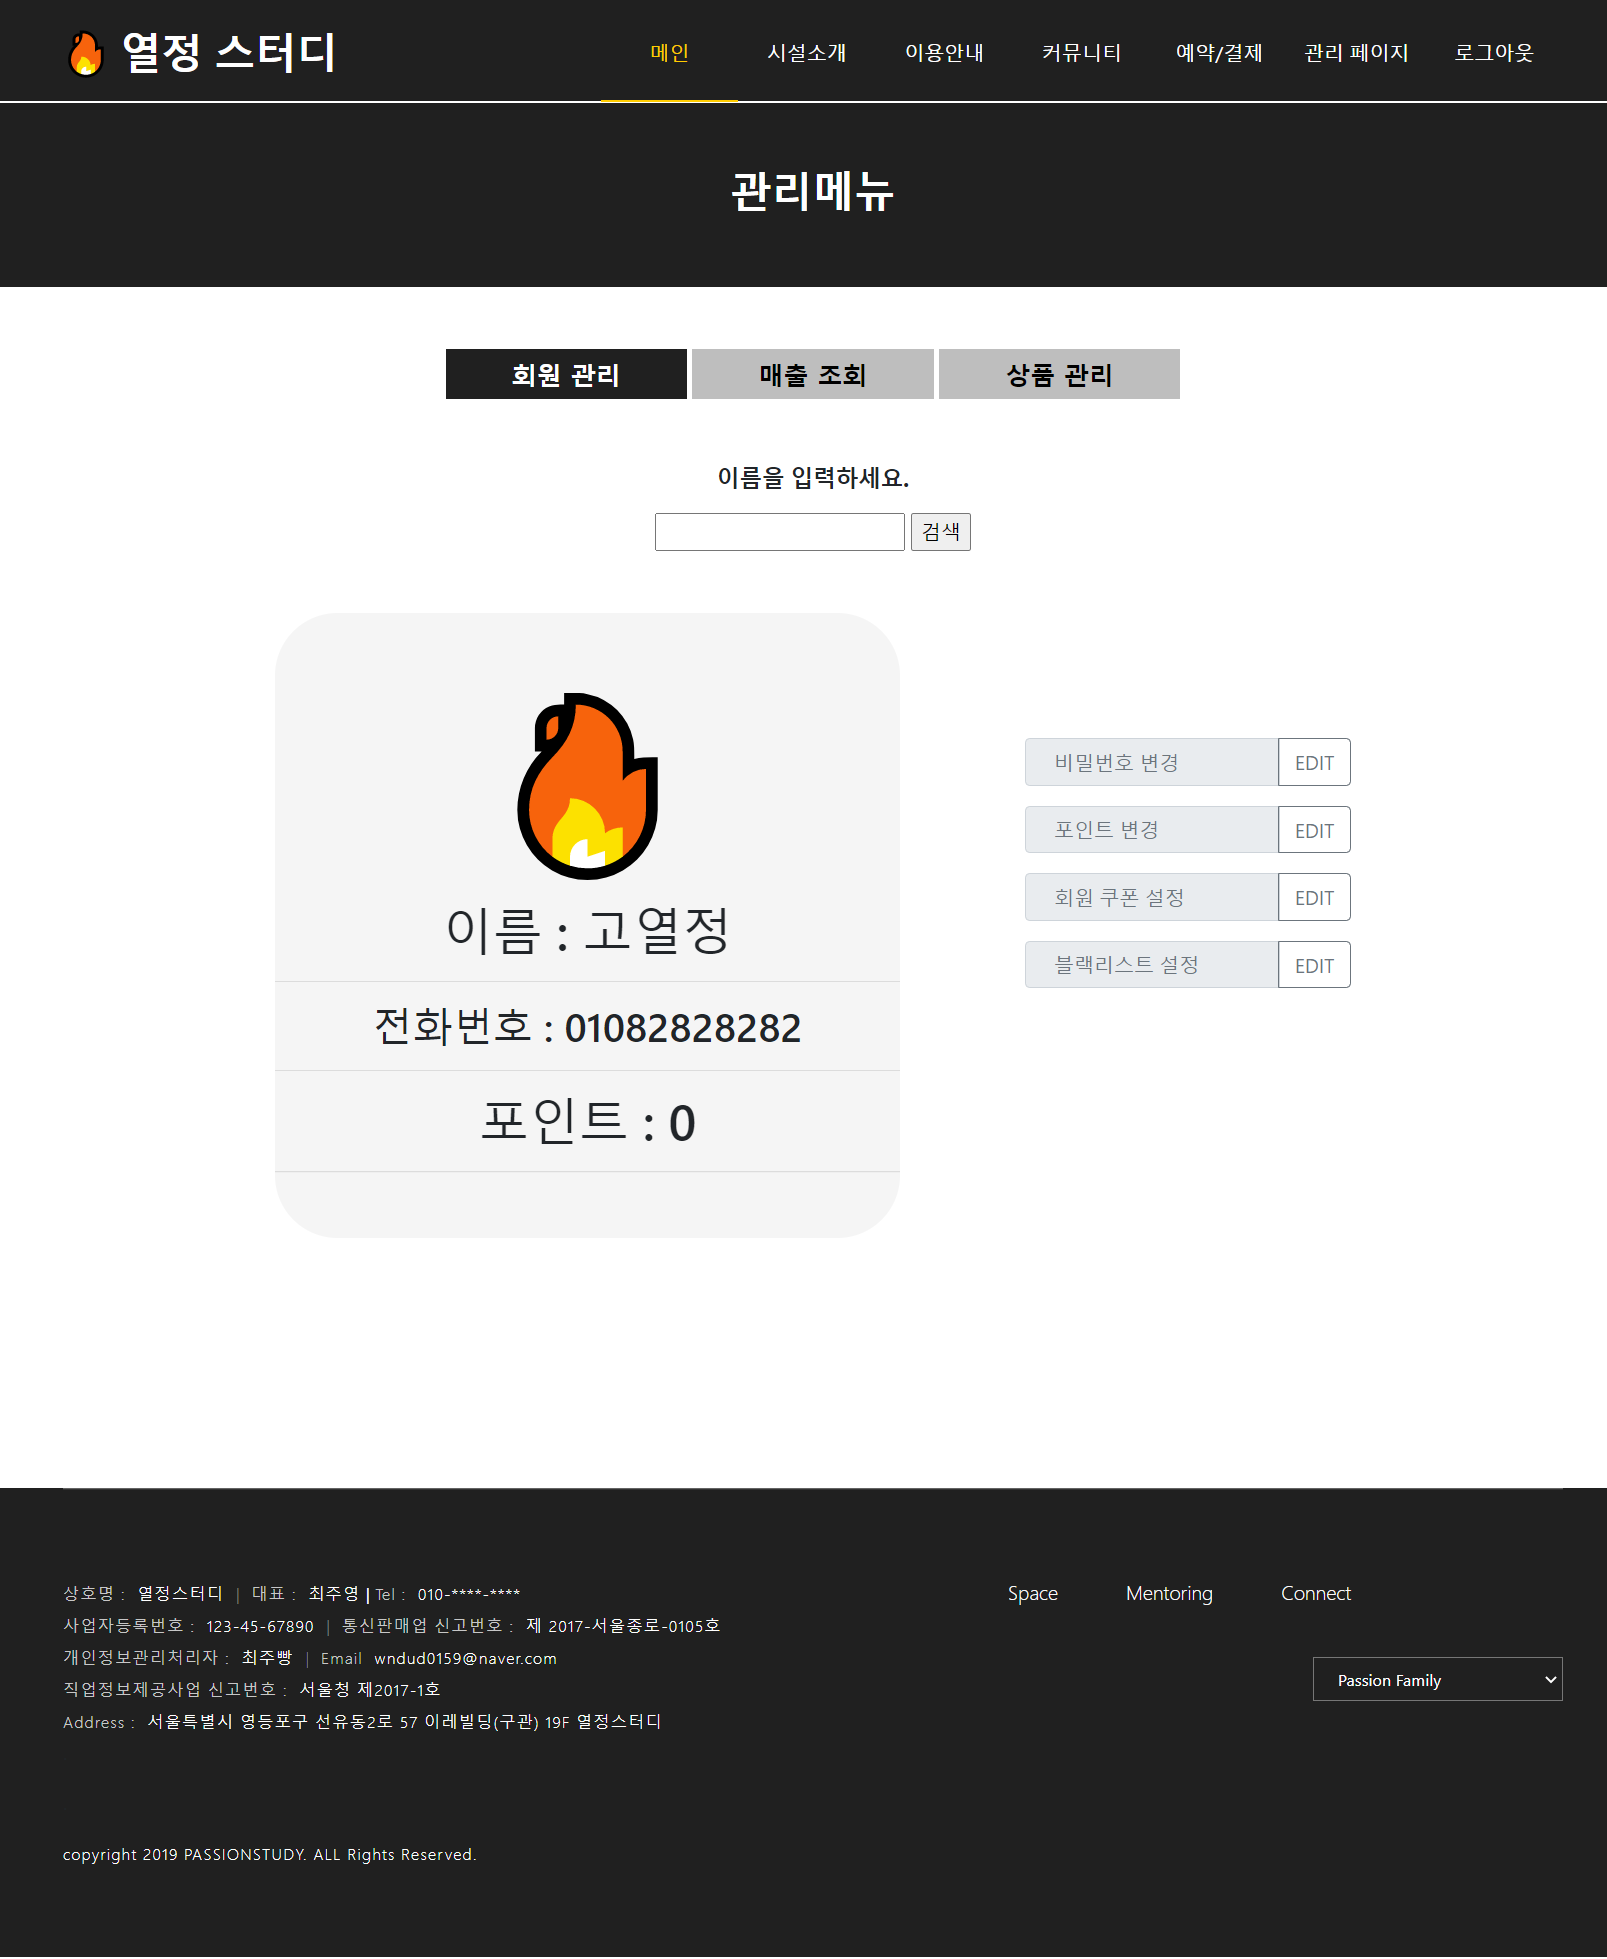 열정 스터디
메인 시설소개 이용안내 커뮤니티 예약/결제 관리 페이지 로그아웃
관리메뉴
회원 관리 매출 조회 상품 관리
이름을 입력하세요.
검색
이름 : 고열정
전화번호 : 01082828282
포인트 : 0
비밀번호 변경 EDIT
포인트 변경 EDIT
회원 쿠폰 설정 EDIT
블랙리스트 설정 EDIT
상호명 : 열정스터디 | 대표 : 최주영 | Tel : 010-****-****
사업자등록번호 : 123-45-67890 | 통신판매업 신고번호 : 제 2017-서울종로-0105호
개인정보관리처리자 : 최주빵 | Email wndud0159@naver.com
직업정보제공사업 신고번호 : 서울청 제2017-1호
Address : 서울특별시 영등포구 선유동2로 57 이레빌딩(구관) 19F 열정스터디
Space Mentoring Connect
Passion Family
copyright 2019 PASSIONSTUDY. ALL Rights Reserved.